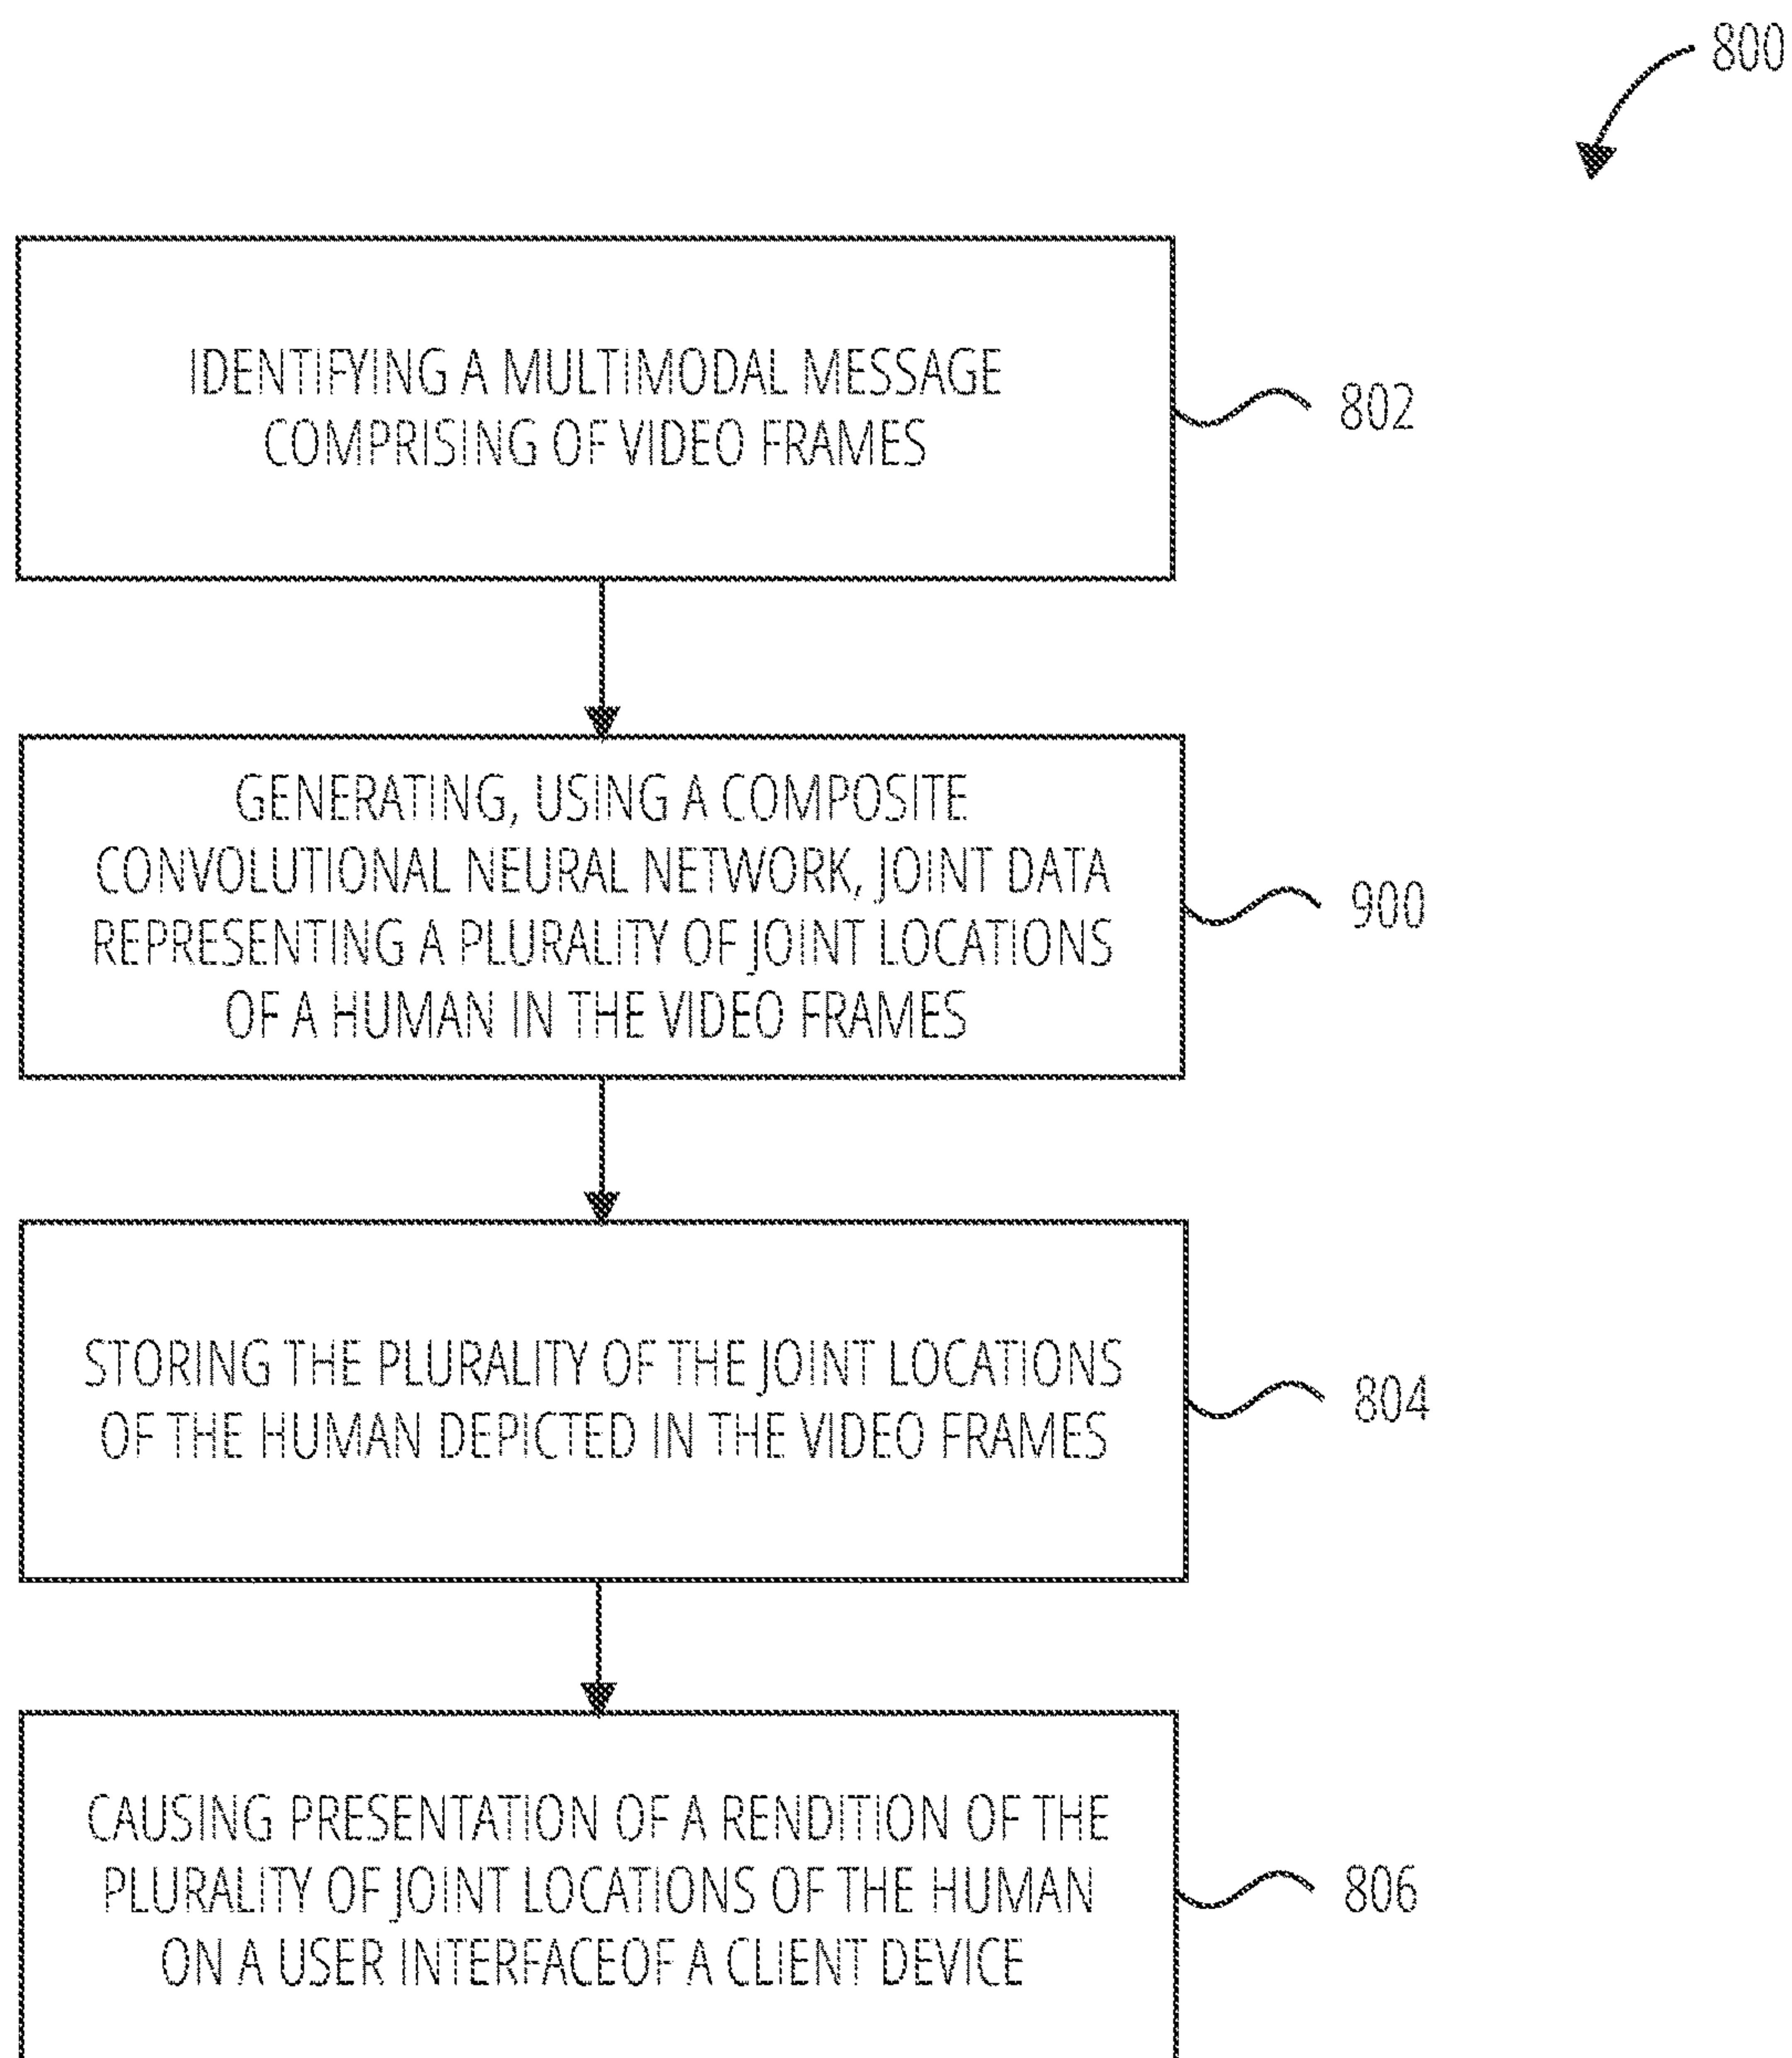 800
IDENTIFYING A MULTIMODAL MESSAGE
COMPRISING OF VIDEO FRAMES
802
GENERATING, USING A COMPOSITE
CONVOLUTIONAL NEURAL NETWORK, JOINT DATA
REPRESENTING A PLURALITY OF JOINT LOCATIONS
OF A HUMAN IN THE VIDEO FRAMES
900
STORING THE PLURALITY OF THE JOINT LOCATIONS
OF THE HUMAN DEPICTED IN THE VIDEO FRAMES
804
CAUSING PRESENTATION OF A RENDITION OF THE
PLURALITY OF JOINT LOCATIONS OF THE HUMAN
ON A USER INTERFACEOF A CLIENT DEVICE
806